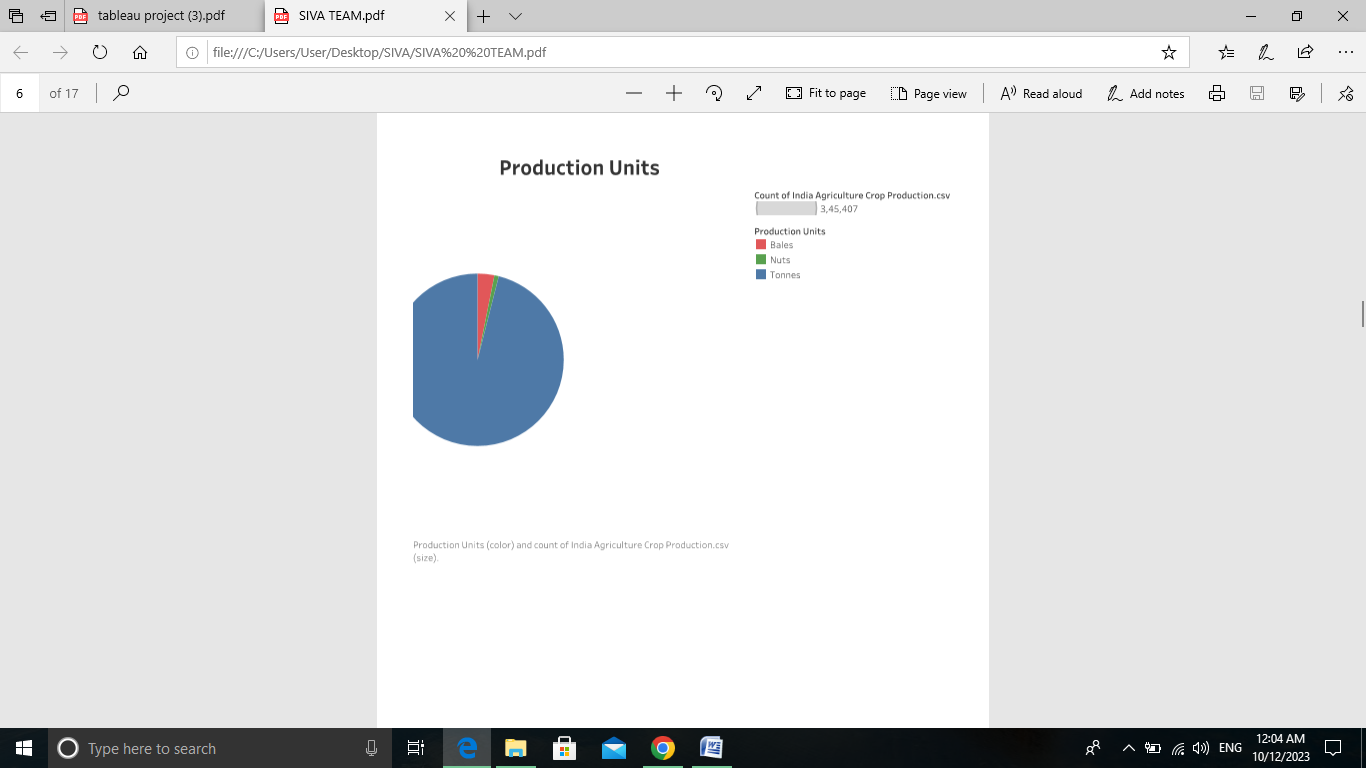 tableau project (3).pdf
SIVA TEAM.pdf
file:///C:/Users/User/Desktop/SIVA/SIVA%20%20TEAM.pdf
6 of 17
Fit to page
Page view
Read aloud
Add notes
Production Units
Count of India Agriculture Crop Production.csv
3,45,407
Production Units
Bales
Nuts
Tonnes
Production Units (color) and count of India Agriculture Crop Production.csv
(size).
Type here to search
ENG
12:04 AM
10/12/2023